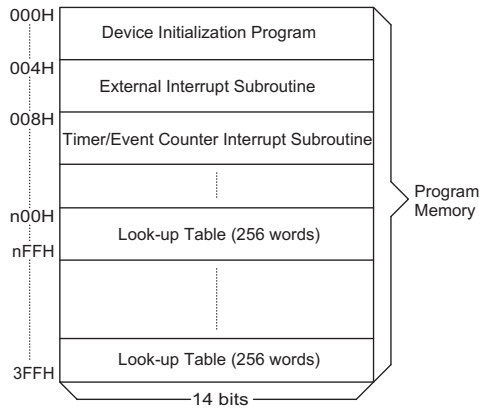 000H
Device Initialization Program
004H
External Interrupt Subroutine
008H
Timer/Event Counter Interrupt Subroutine
Program
Memory
n00H
Look-up Table (256 words)
nFFH
Look-up Table (256 words)
3FFH
14 bits